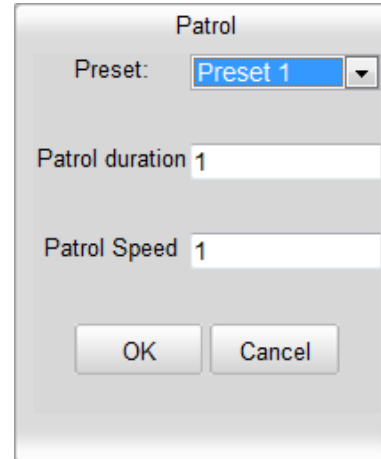 Patrol
Preset: Preset 1
Patrol duration 1
Patrol Speed 1
OK Cancel